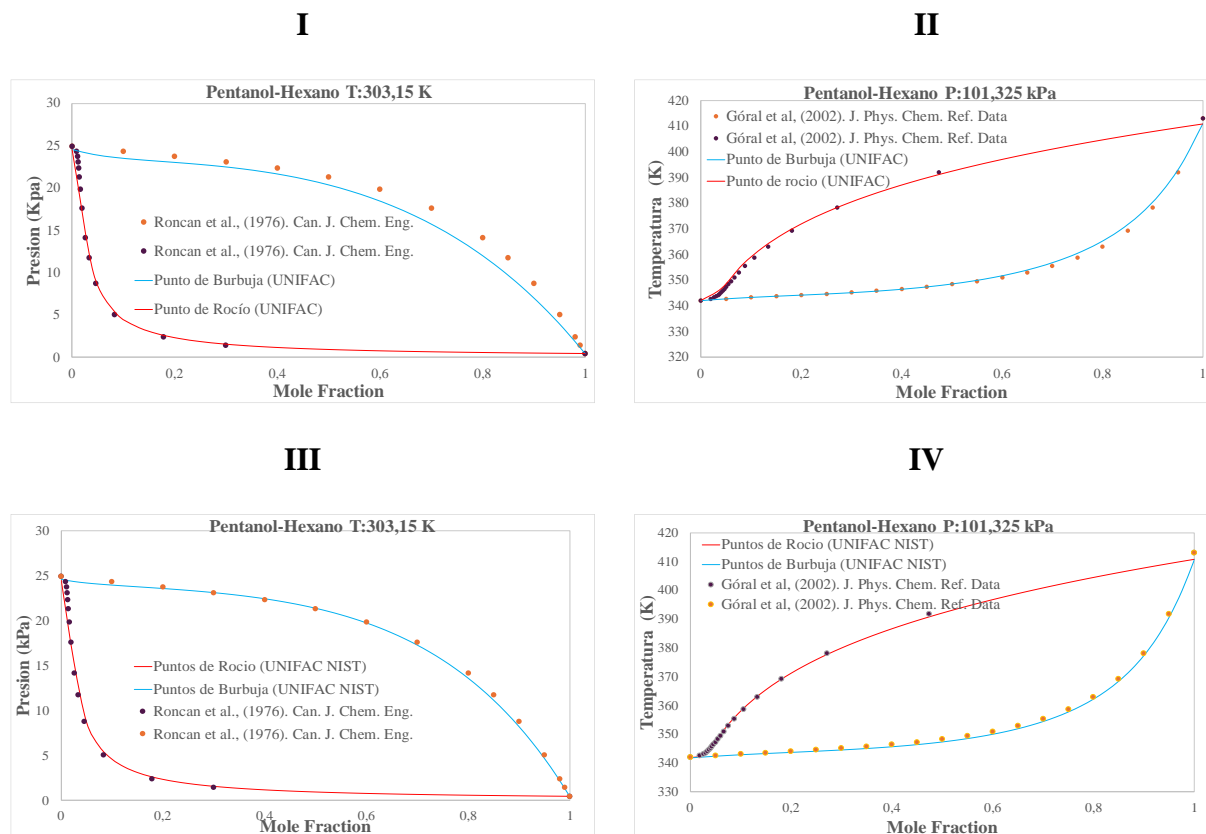 I
Pentanol-Hexano T:303,15 K
Presion (Kpa)
30
25
20
15
10
5
0
Roncan et al., (1976). Can. J. Chem. Eng.
Roncan et al., (1976). Can. J. Chem. Eng.
Punto de Burbuja (UNIFAC)
Punto de Rocío (UNIFAC)
0
0,2
0,4
0,6
0,8
1
Mole Fraction
II
Pentanol-Hexano P:101,325 kPa
Temperatura (K)
420
410
400
390
380
370
360
350
340
330
320
Góral et al, (2002). J. Phys. Chem. Ref. Data
Góral et al, (2002). J. Phys. Chem. Ref. Data
Punto de Burbuja (UNIFAC)
Punto de rocio (UNIFAC)
0
0,2
0,4
0,6
0,8
1
Mole Fraction
III
Pentanol-Hexano T:303,15 K
Presion (kPa)
30
25
20
15
10
5
0
Puntos de Rocio (UNIFAC NIST)
Puntos de Burbuja (UNIFAC NIST)
Roncan et al., (1976). Can. J. Chem. Eng.
Roncan et al., (1976). Can. J. Chem. Eng.
0
0,2
0,4
0,6
0,8
1
Mole Fraction
IV
Pentanol-Hexano P:101,325 kPa
Temperatura (K)
420
410
400
390
380
370
360
350
340
330
Puntos de Rocio (UNIFAC NIST)
Puntos de Burbuja (UNIFAC NIST)
Góral et al, (2002). J. Phys. Chem. Ref. Data
Góral et al, (2002). J. Phys. Chem. Ref. Data
0
0,2
0,4
0,6
0,8
1
Mole Fraction